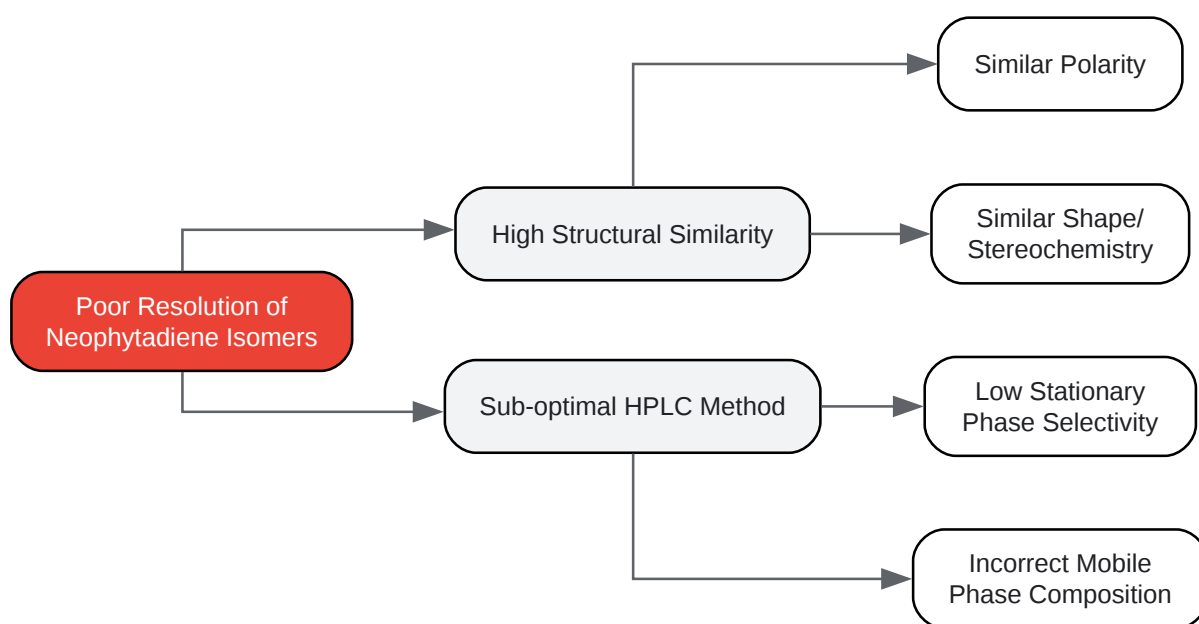 Similar Polarity
High Structural Similarity
Similar Shape/
Stereochemistry
Poor Resolution of
Neophytadiene Isomers
Sub-optimal HPLC Method
Low Stationary
Phase Selectivity
Incorrect Mobile
Phase Composition